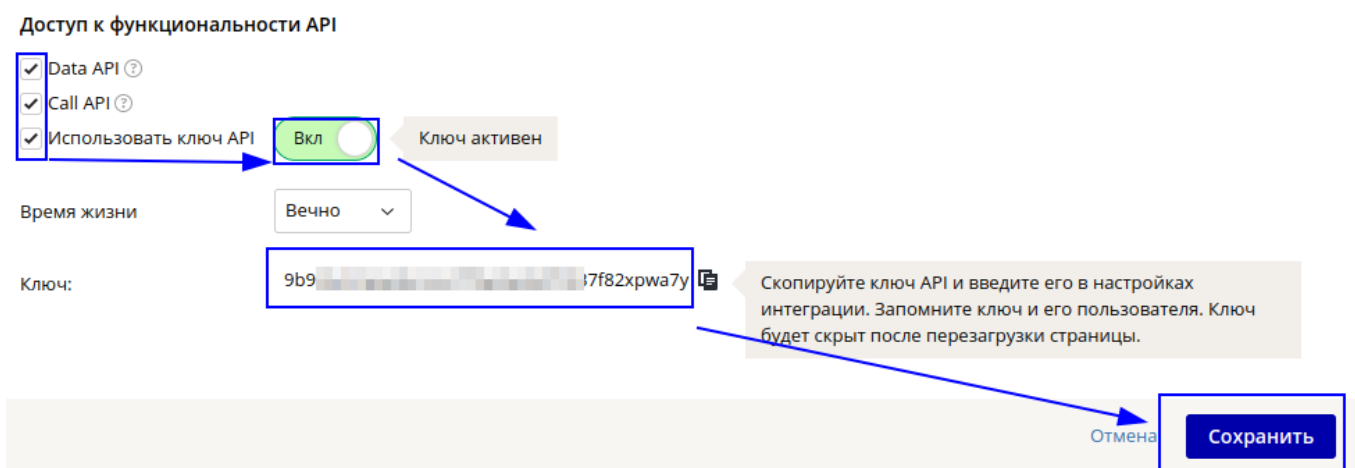 Доступ к функциональности API
Data API ?
Call API ?
Использовать ключ API Вкл Ключ активен
Время жизни Вечно
Ключ: 9b9 37f82xpwa7y
Скопируйте ключ API и введите его в настройках
интеграции. Запомните ключ и его пользователя. Ключ
будет скрыт после перезагрузки страницы.
Отмена Сохранить